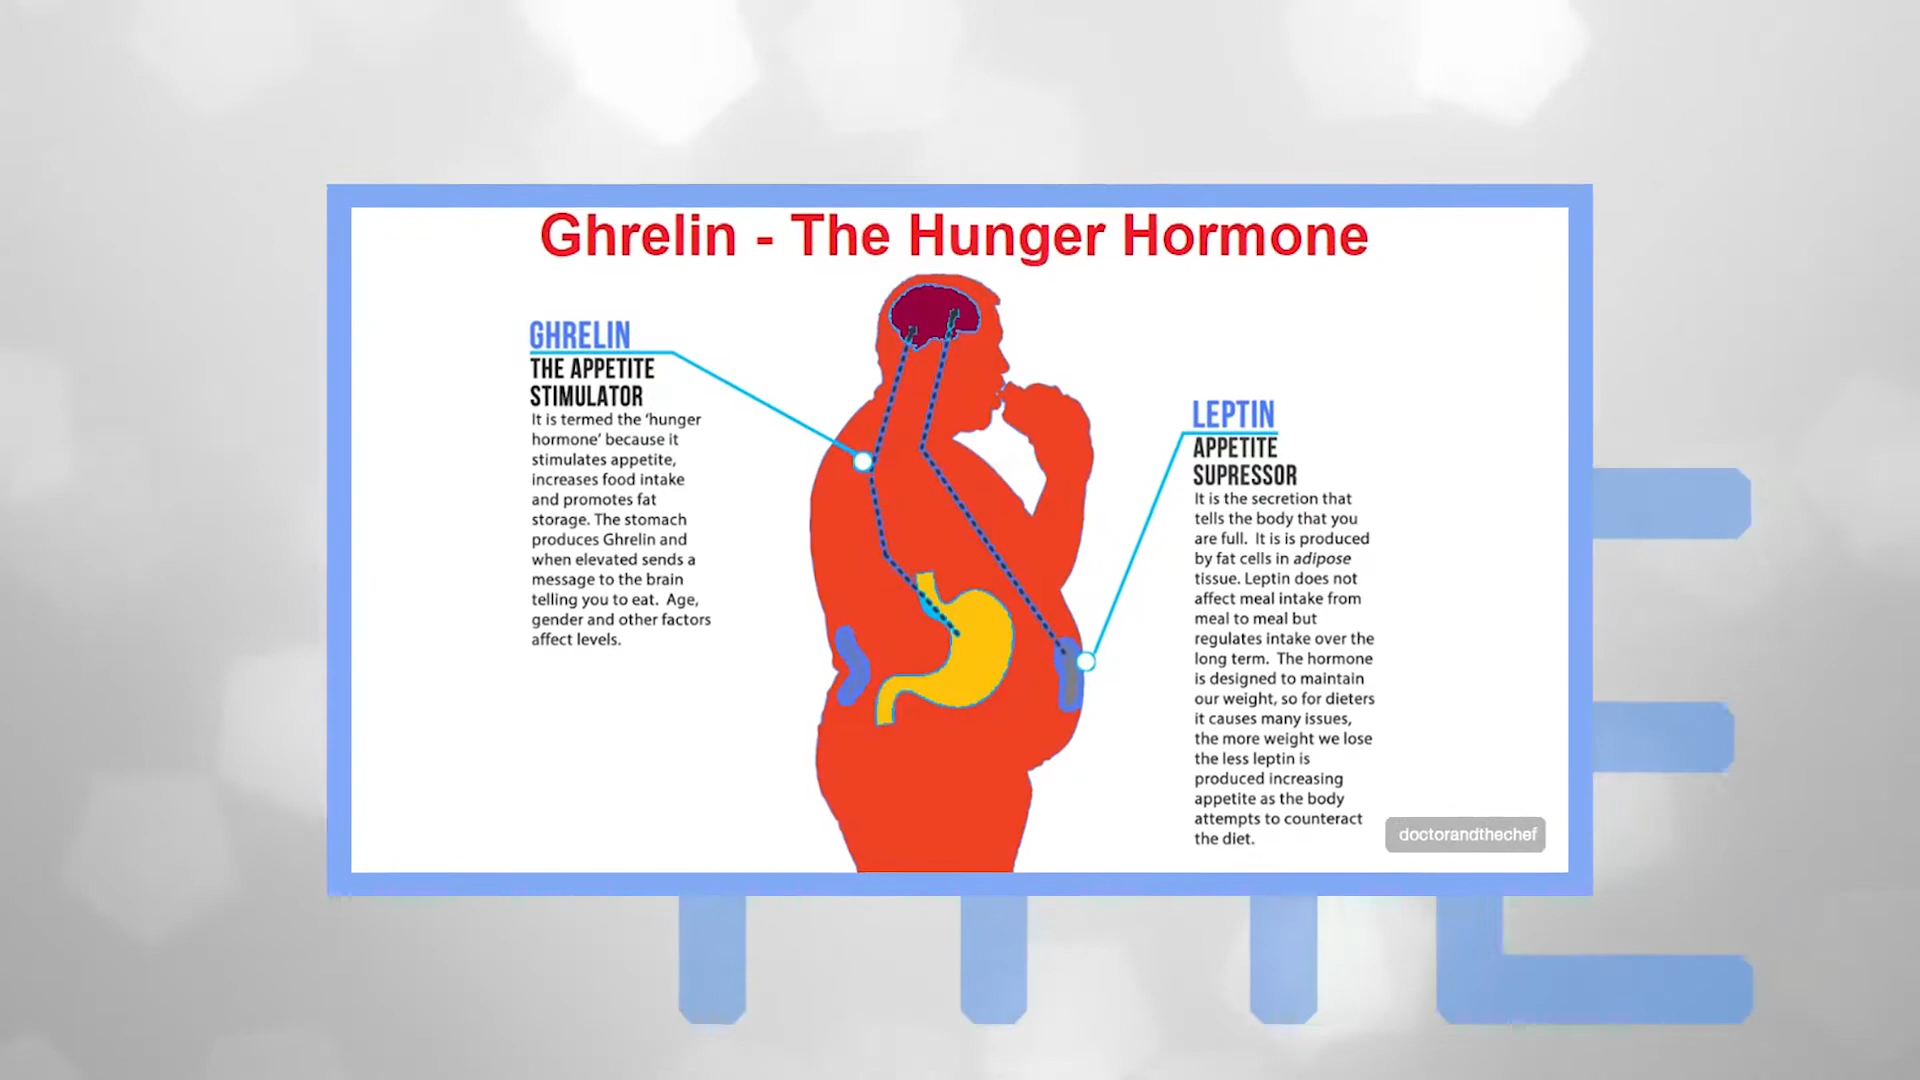 Ghrelin - The Hunger Hormone
GHRELIN
THE APPETITE
STIMULATOR
It is termed the ‘hunger
hormone’ because it
stimulates appetite,
increases food intake
and promotes fat
storage. The stomach
produces Ghrelin and
when elevated sends a
message to the brain
telling you to eat. Age,
gender and other factors
affect levels.
LEPTIN
APPETITE
SUPRESSOR
It is the secretion that
tells the body that you
are full. It is is produced
by fat cells in adipose
tissue. Leptin does not
affect meal intake from
meal to meal but
regulates intake over the
long term. The hormone
is designed to maintain
our weight, so for dieters
it causes many issues,
the more weight we lose
the less leptin is
produced increasing
appetite as the body
attempts to counteract
the diet.
doctorandthechef